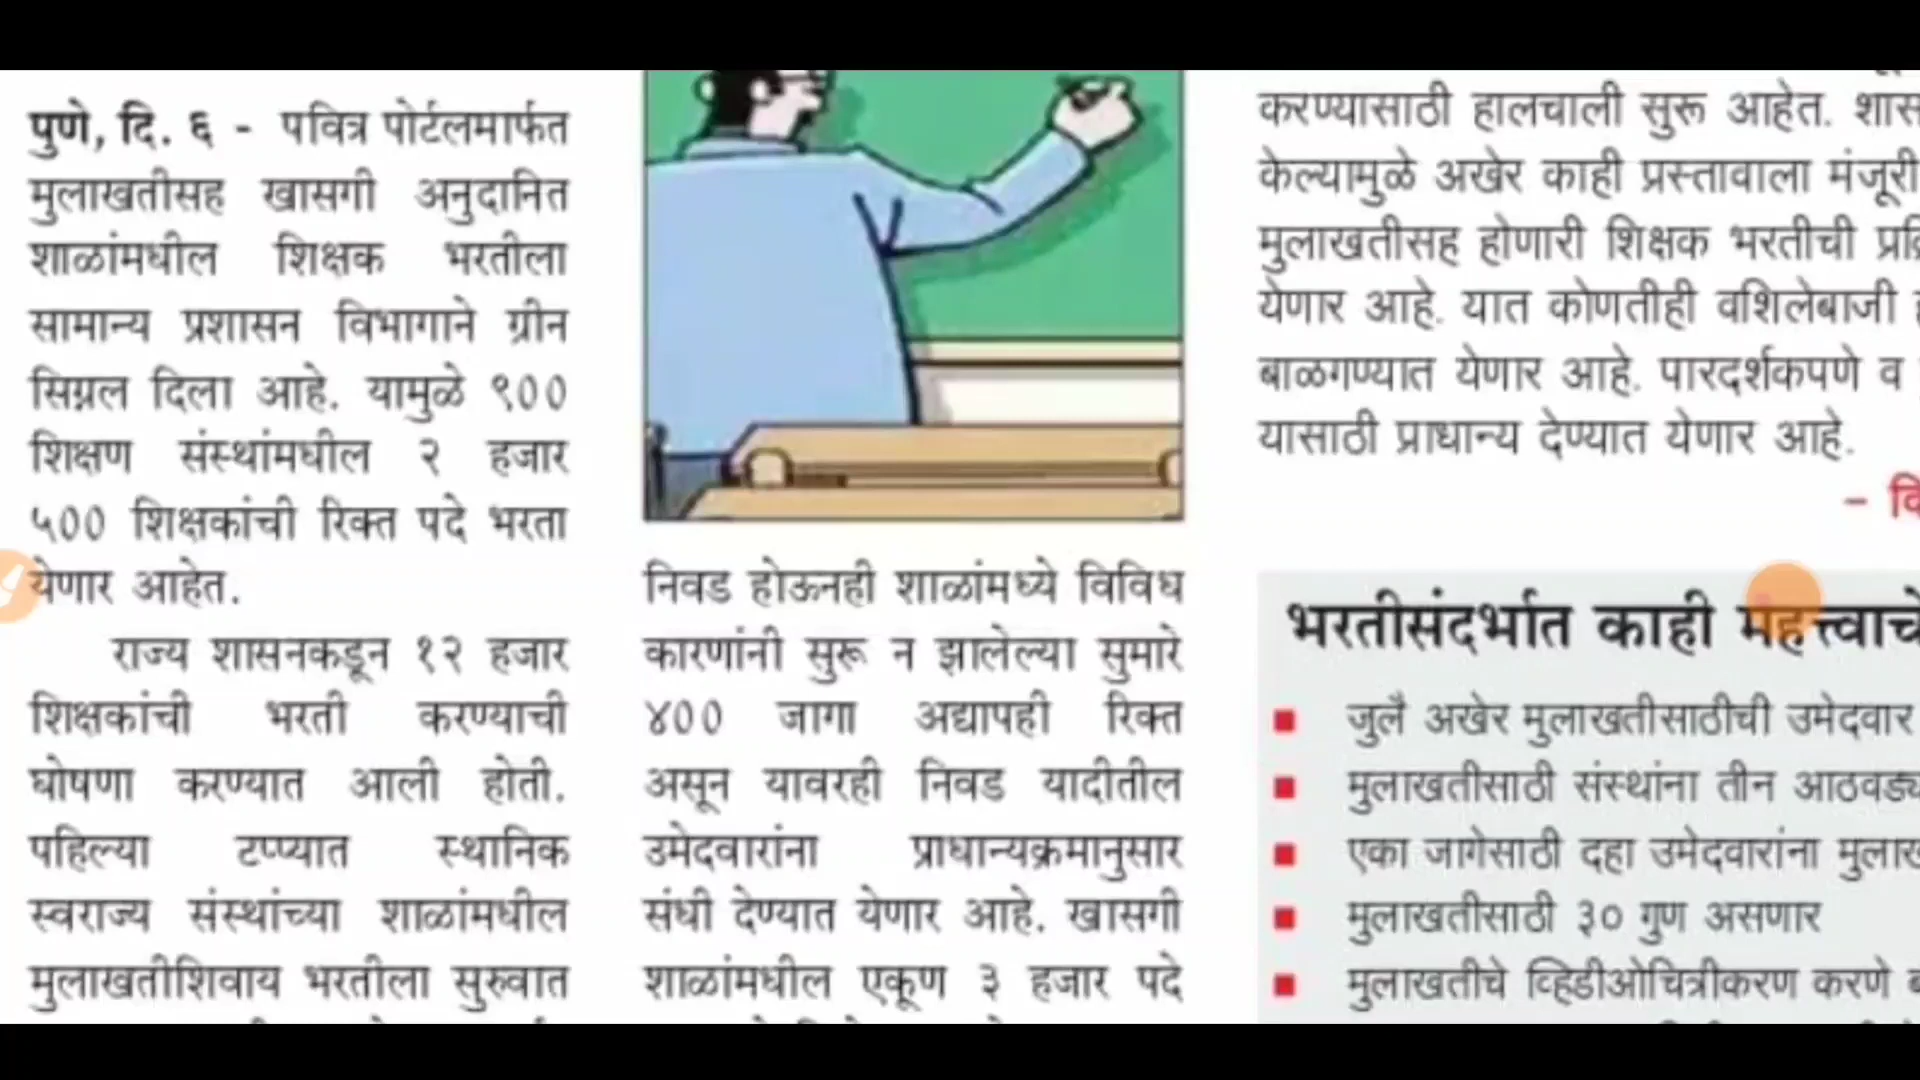 पुणे, दि. ६ - पवित्र पोर्टलमार्फत
मुलाखतीसह खासगी अनुदानित
शाळांमधील शिक्षक भरतीला
सामान्य प्रशासन विभागाने ग्रीन
सिग्नल दिला आहे. यामुळे ९००
शिक्षण संस्थांमधील २ हजार
५०० शिक्षकांची रिक्त पदे भरता
येणार आहेत.
राज्य शासनकडून १२ हजार
शिक्षकांची भरती करण्याची
घोषणा करण्यात आली होती.
पहिल्या टप्प्यात स्थानिक
स्वराज्य संस्थांच्या शाळांमधील
मुलाखतीशिवाय भरतीला सुरुवात
निवड होऊनही शाळांमध्ये विविध
कारणांनी सुरू न झालेल्या सुमारे
४०० जागा अद्यापही रिक्त
असून यावरही निवड यादीतील
उमेदवारांना प्राधान्यक्रमानुसार
संधी देण्यात येणार आहे. खासगी
शाळांमधील एकूण ३ हजार पदे
करण्यासाठी हालचाली सुरू आहेत.
केल्यामुळे अखेर काही प्रस्तावाला मंजूरी
मुलाखतीसह होणारी शिक्षक भरतीची
येणार आहे. यात कोणतीही वशिलेबाजी
बाळगण्यात येणार आहे. पारदर्शकपणे व
यासाठी प्राधान्य देण्यात येणार आहे.
भरतीसंदर्भात काही
जुलै अखेर मुलाखतीसाठीची उमेदवार
मुलाखतीसाठी संस्थांना तीन
एका जागेसाठी दहा उमेदवारांना
मुलाखतीसाठी ३० गुण असणार
मुलाखतीचे व्हिडीओचित्रीकरण करणे